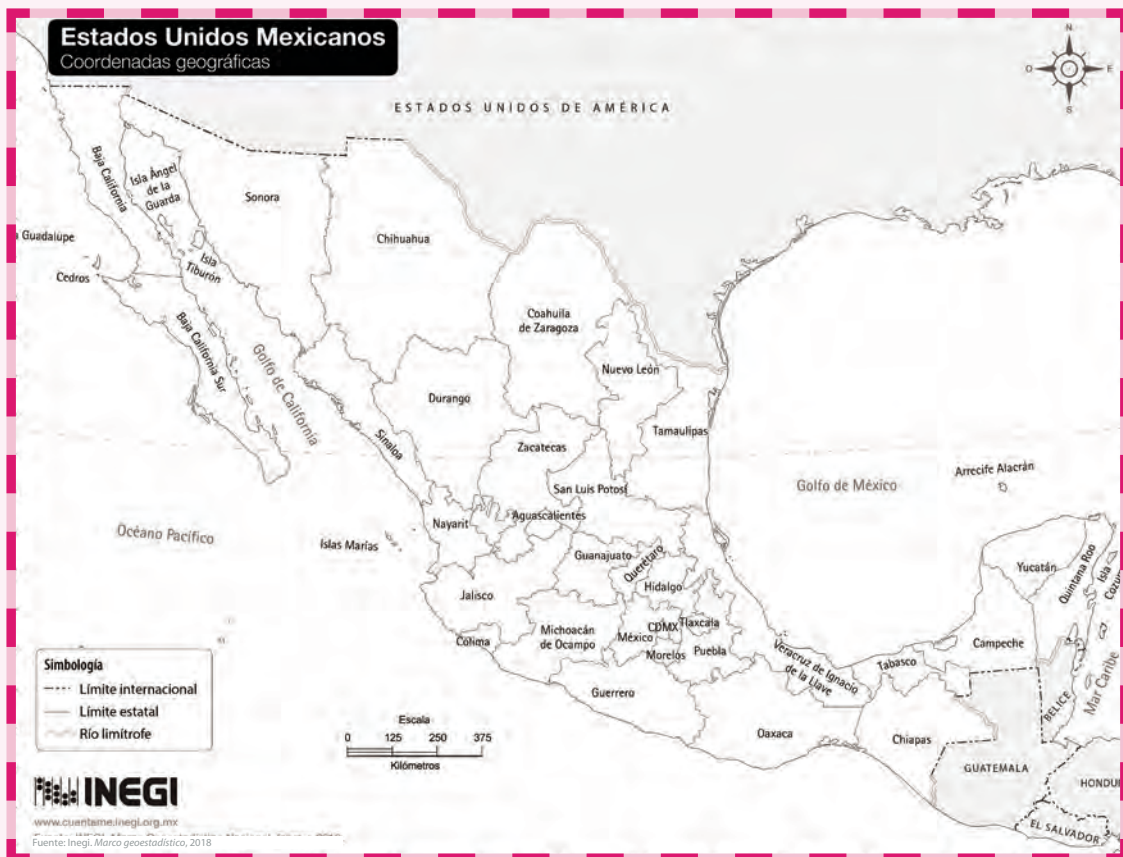 Estados Unidos Mexicanos
Coordenadas geográficas
N
O
E
S
ESTADOS UNIDOS DE AMÉRICA
Baja California
Isla Ángel
de la
Guarda
Sonora
Chihuahua
Guadalupe
Isla
Tiburón
Cedros
Coahuila
de Zaragoza
Baja California Sur
Golfo de California
Nuevo León
Durango
Sinaloa
Tamaulipas
Zacatecas
Golfo de México
Arrecife Alacrán
San Luis Potosí
Aguascalientes
Nayarit
Océano Pacífico
Islas Marías
Guanajuato
Querétaro
Hidalgo
Yucatán
Quintana Roo
Isla
Jalisco
Colima
Michoacán
de Ocampo
México
CDMX
Tlaxcala
Morelos
Puebla
Veracruz de Ignacio
de la Llave
Tabasco
Campeche
Mar Caribe
Guerrero
Oaxaca
Chiapas
BELICE
GUATEMALA
EL SALVADOR
Simbología
Límite internacional
Límite estatal
Río limítrofe
Escala
0 125 250 375
Kilómetros
INEGI
www.cuentame.inegi.org.mx
Fuente: Inegi. Marco geoestadístico, 2018